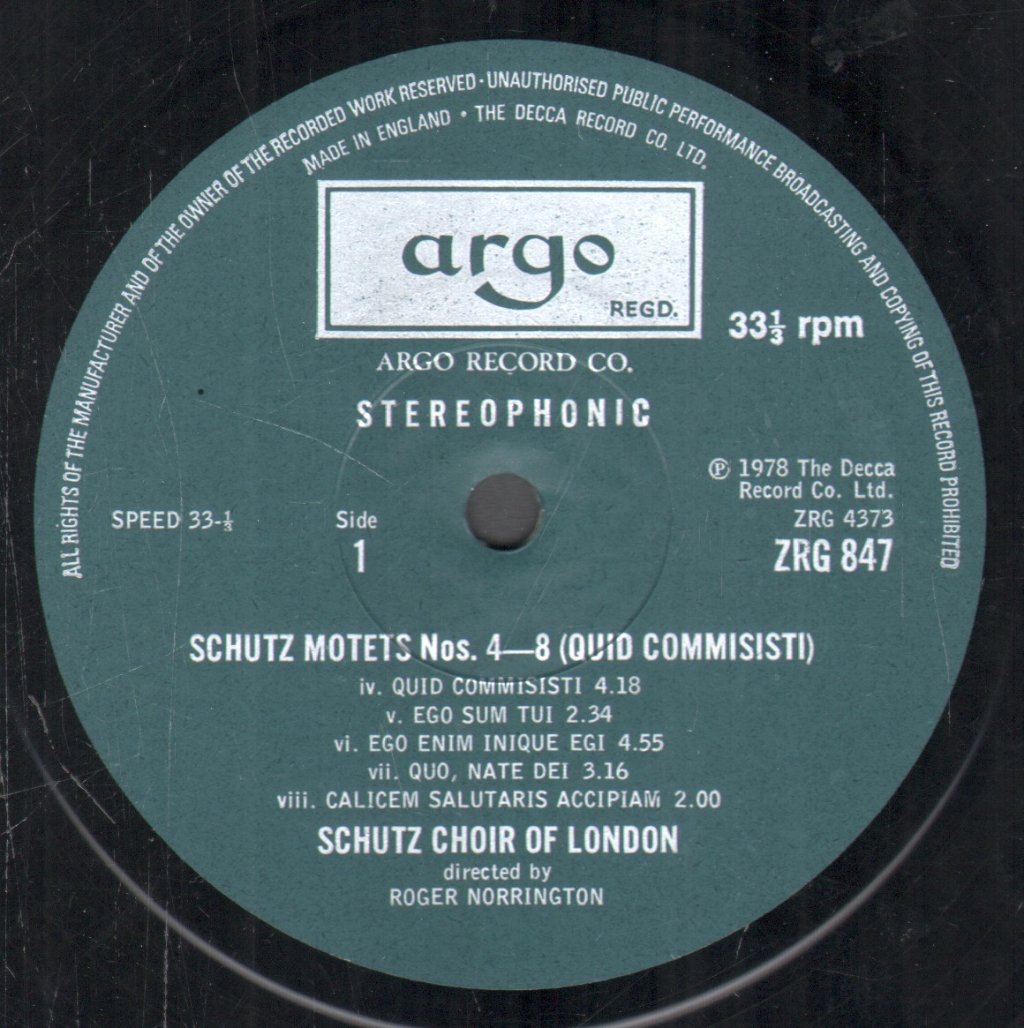 ALL RIGHTS OF THE MANUFACTURER AND OF THE OWNER OF THE RECORDED WORK RESERVED · UNAUTHORISED PUBLIC PERFORMANCE BROADCASTING AND COPYING OF THIS RECORD PROHIBITED
MADE IN ENGLAND • THE DECCA RECORD CO. LTD.
argo
REGD.
33⅓ rpm
ARGO RECORD CO.
STEREOPHONIC
Ⓟ 1978 The Decca
Record Co. Ltd.
SPEED 33-⅓
Side
1
ZRG 4373
ZRG 847
SCHUTZ MOTETS Nos. 4—8 (QUID COMMISISTI)
iv. QUID COMMISISTI 4.18
v. EGO SUM TUI 2.34
vi. EGO ENIM INIQUE EGI 4.55
vii. QUO, NATE DEI 3.16
viii. CALICEM SALUTARIS ACCIPIAM 2.00
SCHUTZ CHOIR OF LONDON
directed by
ROGER NORRINGTON